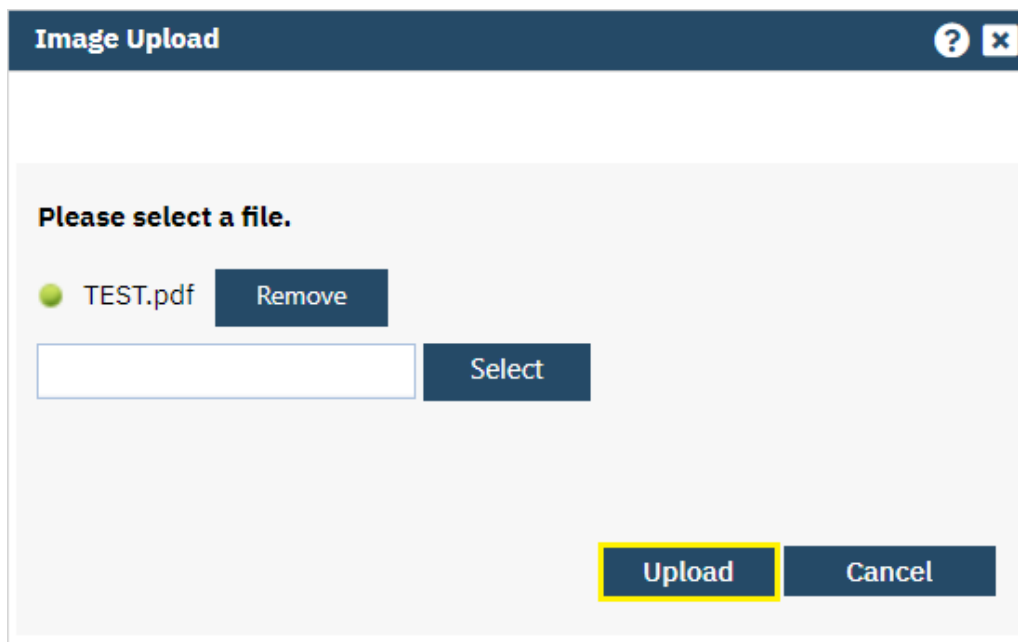 Image Upload
Please select a file.
TEST.pdf Remove
Select
Upload Cancel